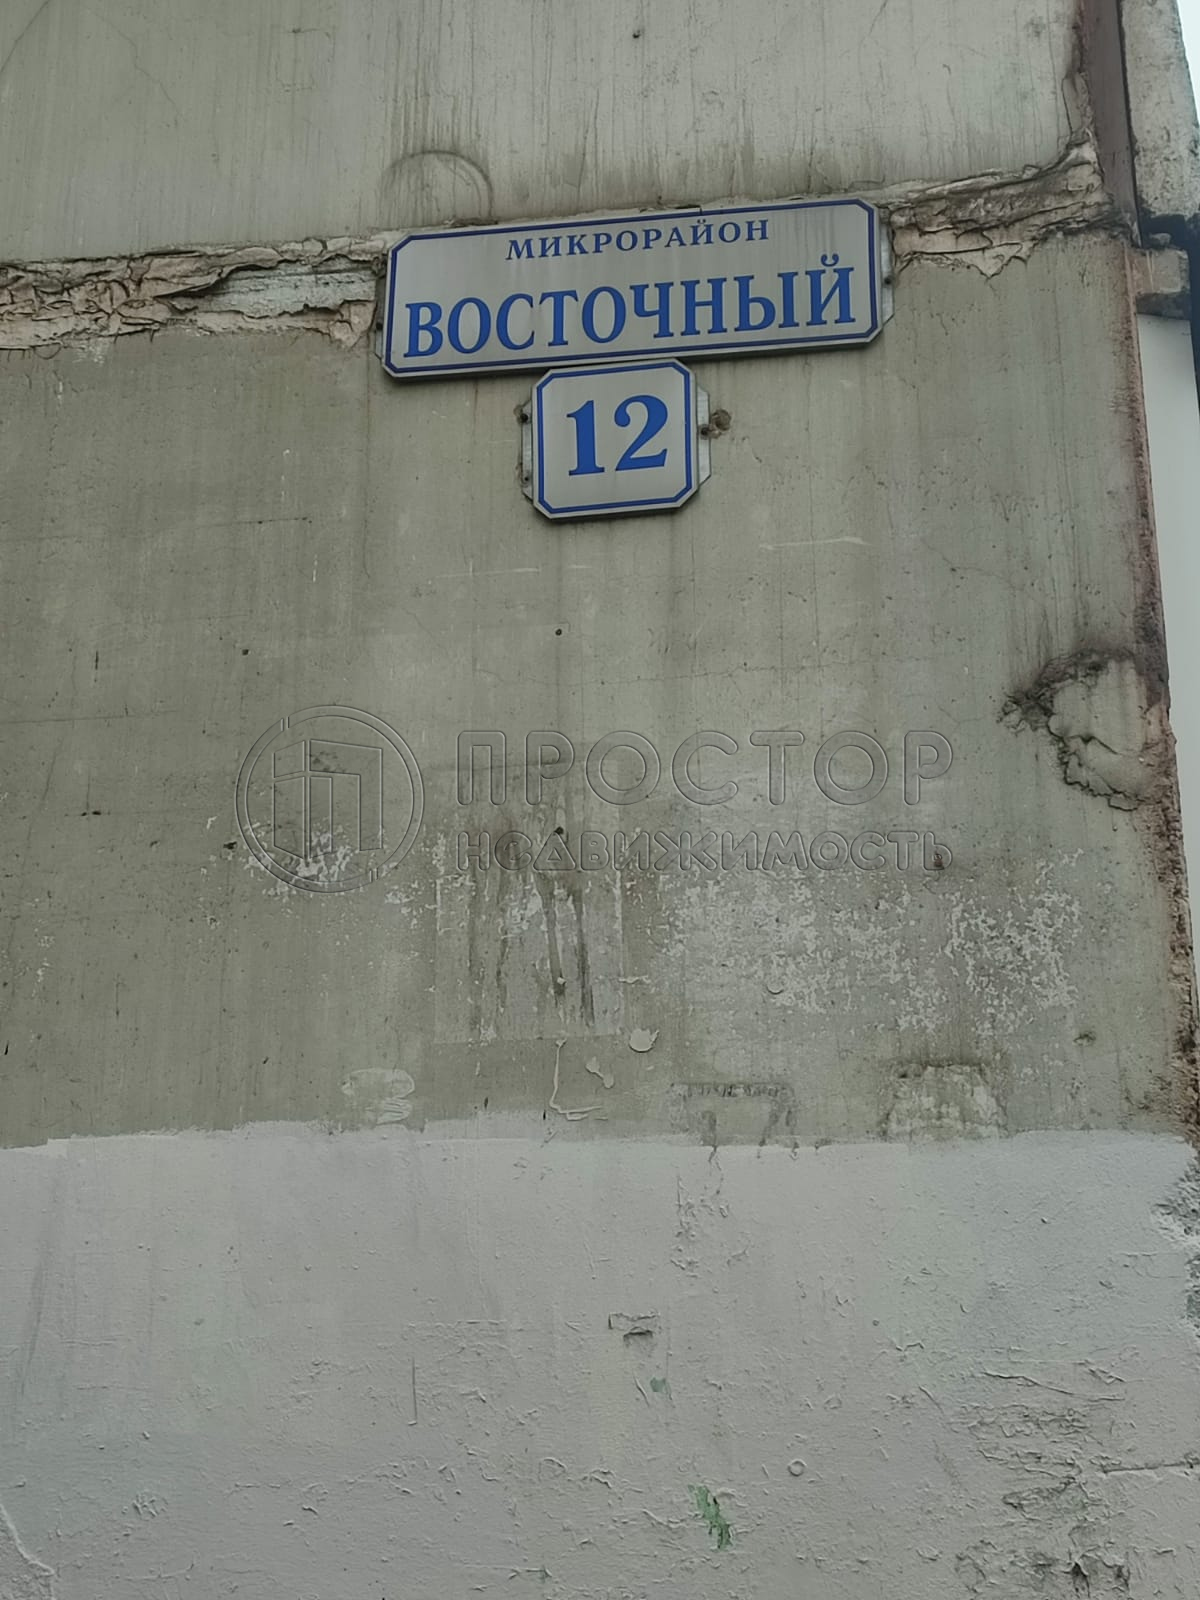 МИКРОРАЙОН
ВОСТОЧНЫЙ
12
ПРОСТОР
НЕДВИЖИМОСТЬ